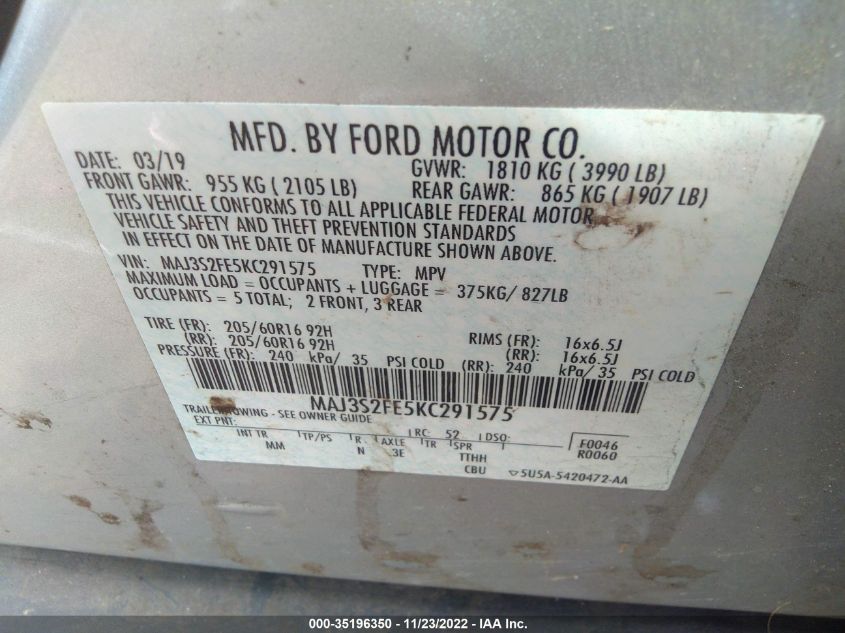 MFD. BY FORD MOTOR CO.
DATE: 03/19 GVWR: 1810 KG ( 3990 LB)
FRONT GAWR: 955 KG ( 2105 LB) REAR GAWR: 865 KG ( 1907 LB)
THIS VEHICLE CONFORMS TO ALL APPLICABLE FEDERAL MOTOR
VEHICLE SAFETY AND THEFT PREVENTION STANDARDS
IN EFFECT ON THE DATE OF MANUFACTURE SHOWN ABOVE.
VIN: MAJ3S2FE5KC291575 TYPE: MPV
MAXIMUM LOAD = OCCUPANTS + LUGGAGE = 375KG/ 827LB
OCCUPANTS = 5 TOTAL; 2 FRONT, 3 REAR
TIRE (FR): 205/60R16 92H RIMS (FR): 16x6.5J
(RR): 205/60R16 92H (RR): 16x6.5J
PRESSURE (FR): 240 kPa/ 35 PSI COLD (RR): 240 kPa/ 35 PSI COLD
MAJ3S2FE5KC291575
TRAILER TOWING - SEE OWNER GUIDE
EXT PNT: RC: 52 DSO: F0046
INT TR TP/PS R AXLE TR SPR R0060
MM N 3E TTHH
CBU 5U5A-5420472-AA
000-35196350 - 11/23/2022 - IAA Inc.